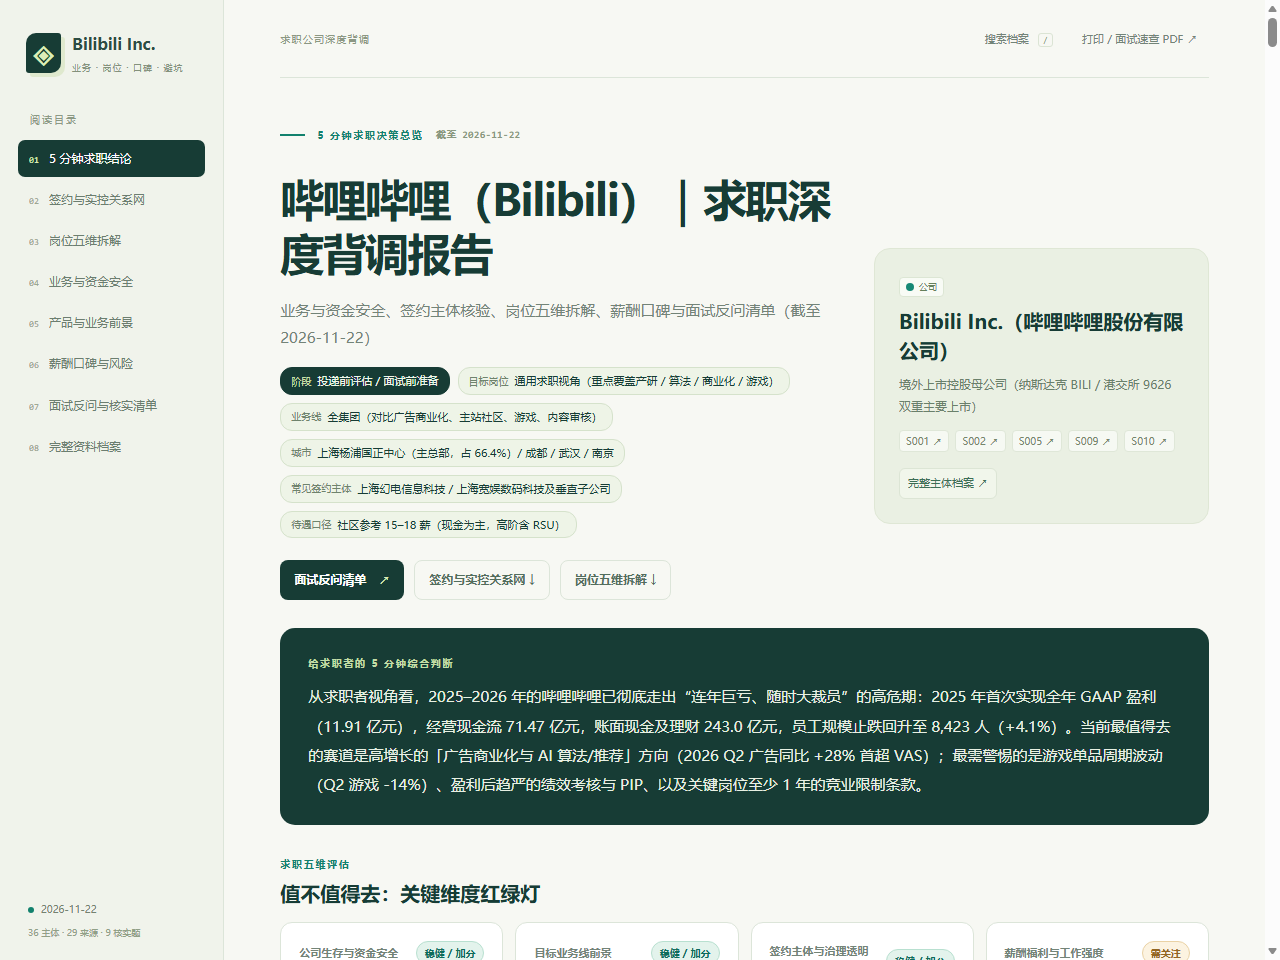 Bilibili Inc.
业务 · 岗位 · 口碑 · 避坑
阅读目录
01 5 分钟求职结论
02 签约与实控关系网
03 岗位五维拆解
04 业务与资金安全
05 产品与业务前景
06 薪酬口碑与风险
07 面试反问与核实清单
08 完整资料档案
2026-11-22
36 主体 · 29 来源 · 9 核实题
求职公司深度背调
搜索档案 /
打印 / 面试速查 PDF ↗
5 分钟求职决策总览 截至 2026-11-22
哔哩哔哩（Bilibili）｜求职深
度背调报告
业务与资金安全、签约主体核验、岗位五维拆解、薪酬口碑与面试反问清单（截至
2026-11-22）
阶段 投递前评估 / 面试前准备
目标岗位 通用求职视角（重点覆盖产研 / 算法 / 商业化 / 游戏）
业务线 全集团（对比广告商业化、主站社区、游戏、内容审核）
城市 上海杨浦国正中心（主总部，占 66.4%）/ 成都 / 武汉 / 南京
常见签约主体 上海幻电信息科技 / 上海宽娱数码科技及垂直子公司
待遇口径 社区参考 15–18 薪（现金为主，高阶含 RSU）
面试反问清单 ↗
签约与实控关系网 ↓
岗位五维拆解 ↓
公司
Bilibili Inc.（哔哩哔哩股份有限
公司）
境外上市控股母公司（纳斯达克 BILI / 港交所 9626
双重主要上市）
S001 ↗
S002 ↗
S005 ↗
S009 ↗
S010 ↗
完整主体档案 ↗
给求职者的 5 分钟综合判断
从求职者视角看，2025–2026 年的哔哩哔哩已彻底走出“连年巨亏、随时大裁员”的高危期：2025 年首次实现全年 GAAP 盈利
（11.91 亿元），经营现金流 71.47 亿元，账面现金及理财 243.0 亿元，员工规模止跌回升至 8,423 人（+4.1%）。当前最值得去
的赛道是高增长的「广告商业化与 AI 算法/推荐」方向（2026 Q2 广告同比 +28% 首超 VAS）；最需警惕的是游戏单品周期波动
（Q2 游戏 -14%）、盈利后趋严的绩效考核与 PIP、以及关键岗位至少 1 年的竞业限制条款。
求职五维评估
值不值得去：关键维度红绿灯
公司生存与资金安全
稳健 / 加分
目标业务线前景
稳健 / 加分
签约主体与治理透明
稳健 / 加分
薪酬福利与工作强度
需关注